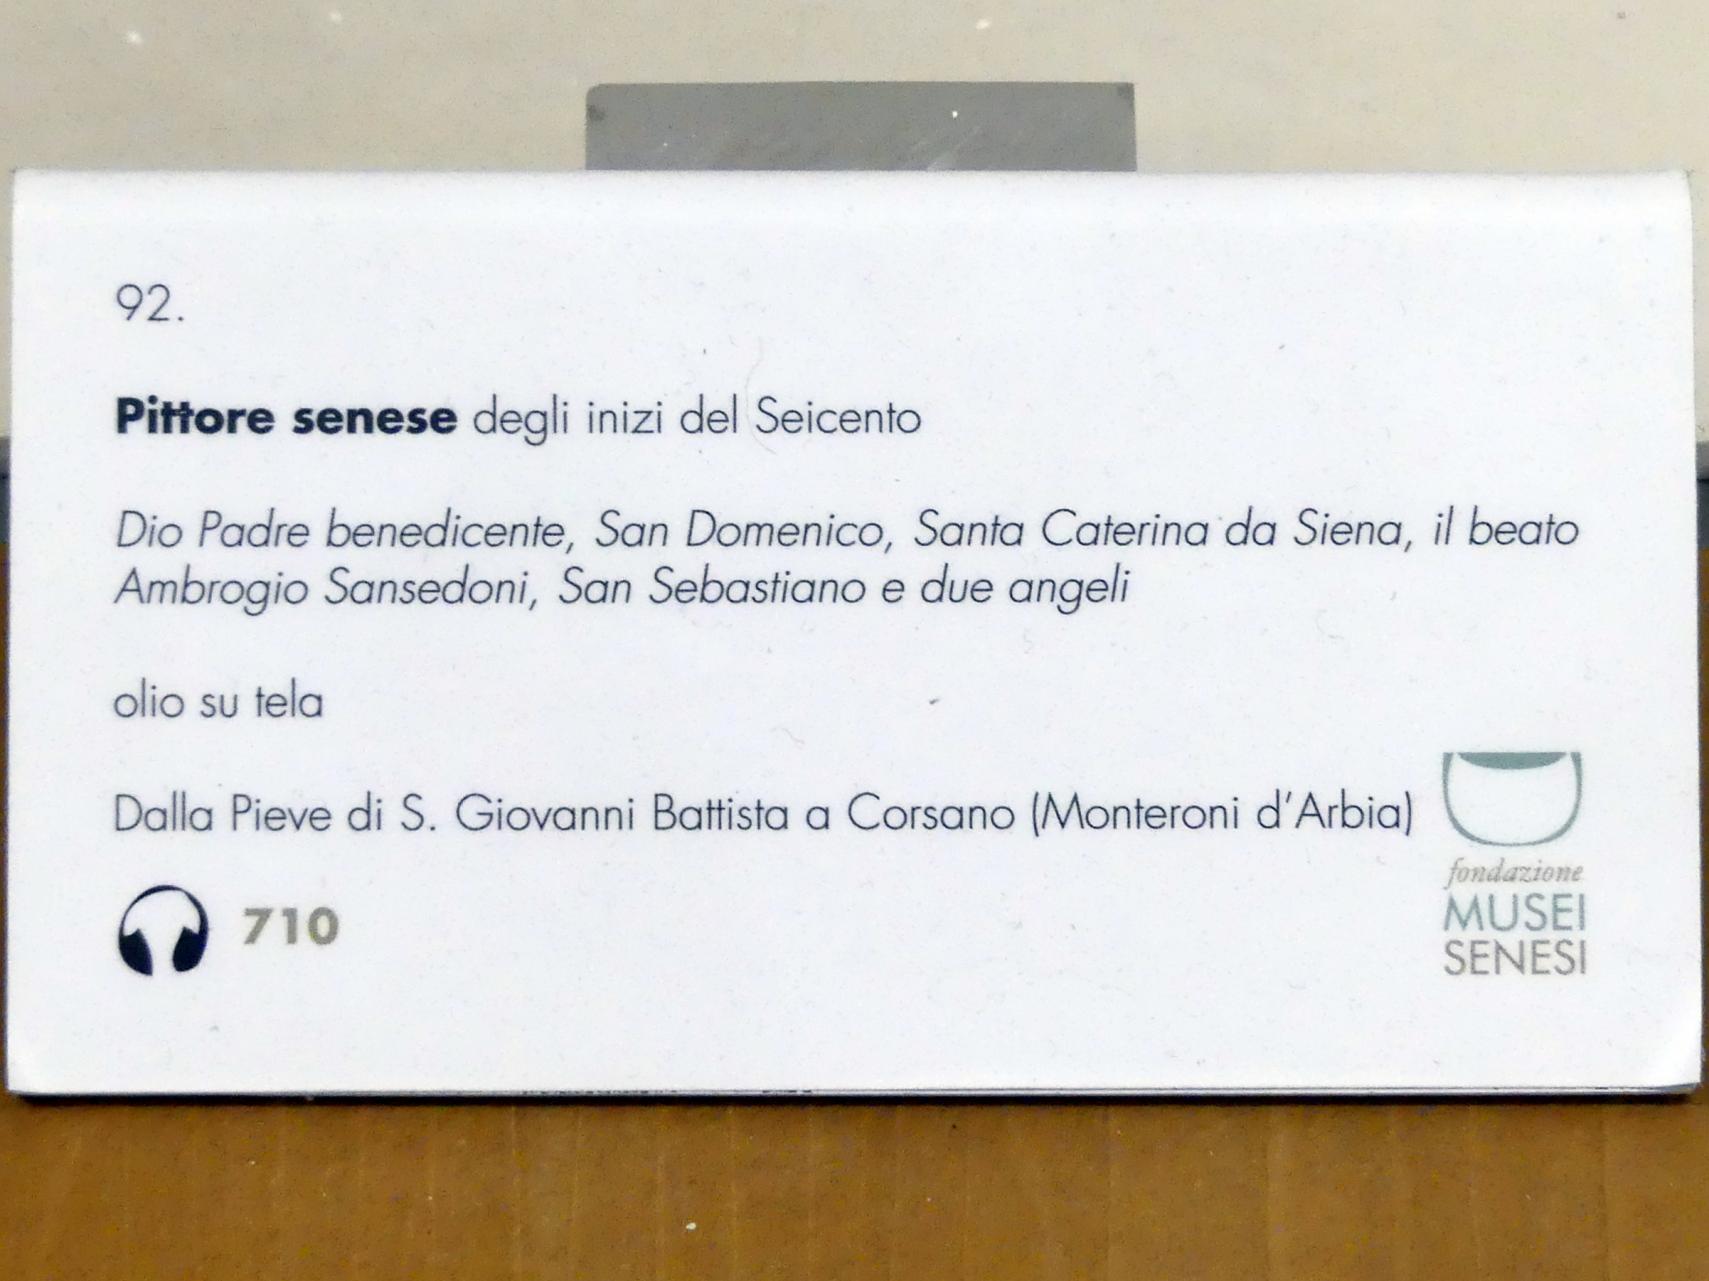 92.
Pittore senese degli inizi del Seicento
Dio Padre benedicente, San Domenico, Santa Caterina da Siena, il beato
Ambrogio Sansedoni, San Sebastiano e due angeli
olio su tela
Dalla Pieve di S. Giovanni Battista a Corsano (Monteroni d'Arbia)
710
fondazione
MUSEI
SENESI